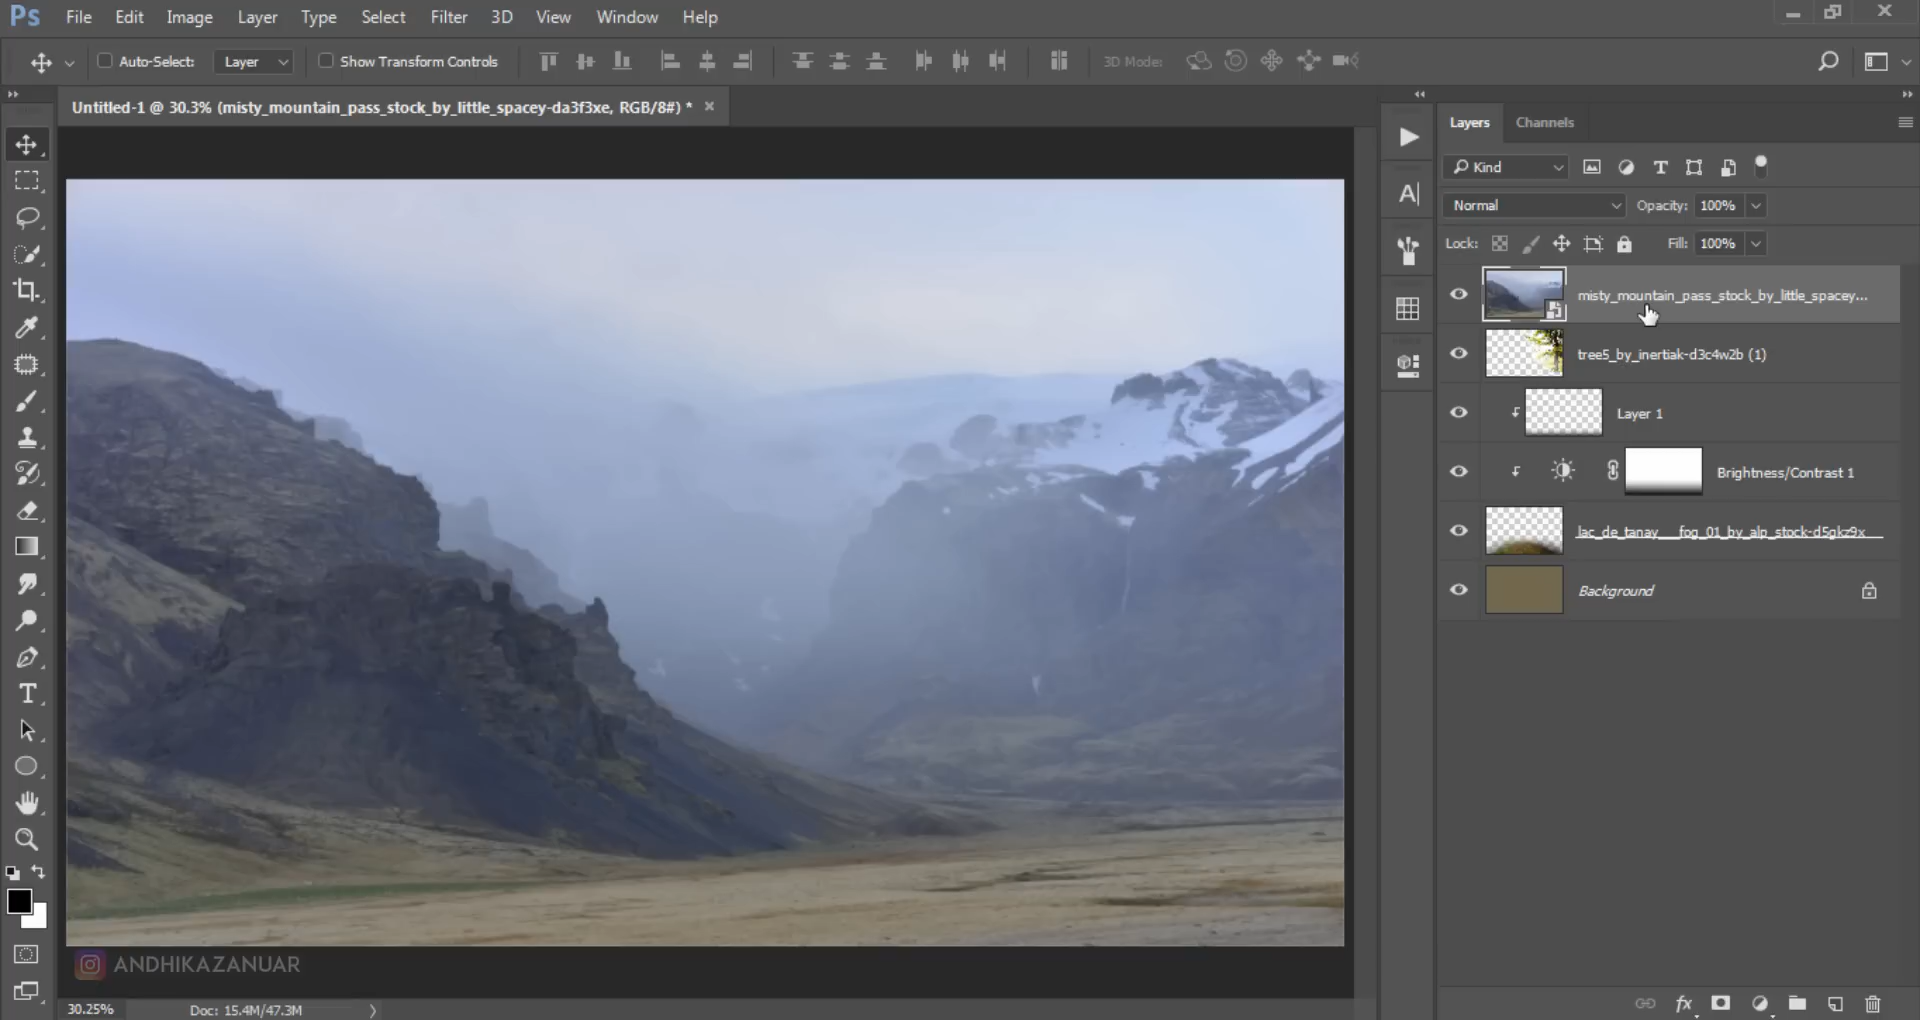 Ps File Edit Image Layer Type Select Filter 3D View Window Help
Auto-Select: Layer Show Transform Controls 3D Mode:
Untitled-1 @ 30.3% (misty_mountain_pass_stock_by_little_spacey-da3f3xe, RGB/8#) * ×
Layers Channels
Kind
Normal Opacity: 100%
Lock: Fill: 100%
misty_mountain_pass_stock_by_little_spacey...
tree5_by_inertiak-d3c4w2b (1)
Layer 1
Brightness/Contrast 1
lac_de_tanay___fog_01_by_alp_stock-d5gkz9x
Background
ANDHIKAZANUAR
30.25% Doc: 15.4M/47.3M
fx